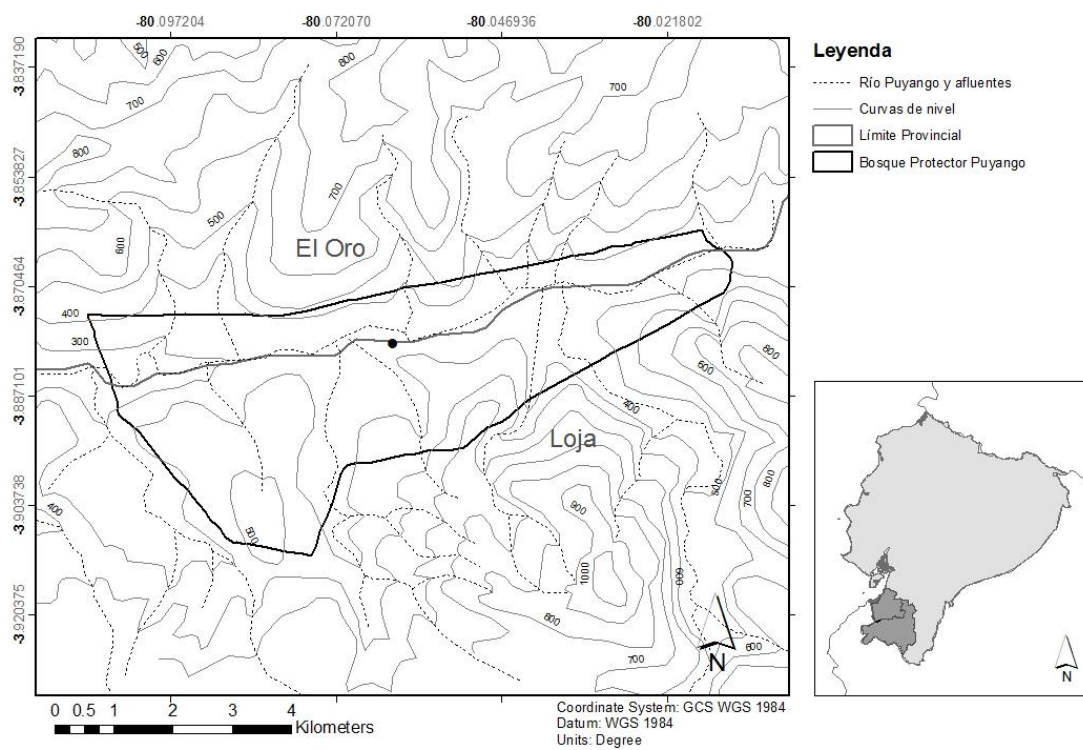 -80.097204
-80.072070
-80.046936
-80.021802
-3.837190
-3.853827
-3.870464
-3.887101
-3.903738
-3.920375
500
600
800
700
700
800
700
500
600
El Oro
400
300
800
600
400
Loja
400
500
900
500
700
800
1000
600
800
700
600
N
0 0.5 1 2 3 4
Kilometers
Coordinate System: GCS WGS 1984
Datum: WGS 1984
Units: Degree
Leyenda
Río Puyango y afluentes
Curvas de nivel
Límite Provincial
Bosque Protector Puyango
N